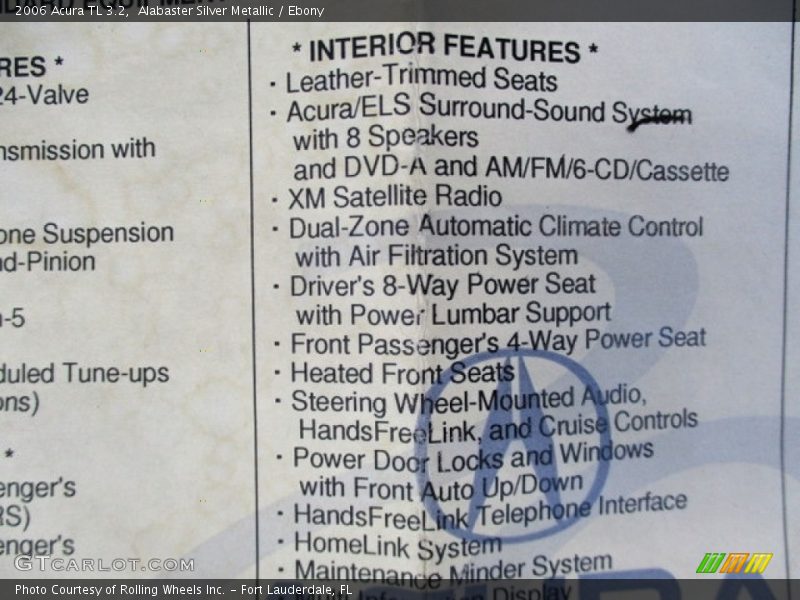 2006 Acura TL 3.2,  Alabaster Silver Metallic / Ebony
RES *
24-Valve
nsmission with
one Suspension
nd-Pinion
-5
duled Tune-ups
ons)
*
enger's
RS)
enger's
* INTERIOR FEATURES *
· Leather-Trimmed Seats
· Acura/ELS Surround-Sound System
with 8 Speakers
and DVD-A and AM/FM/6-CD/Cassette
· XM Satellite Radio
· Dual-Zone Automatic Climate Control
with Air Filtration System
· Driver's 8-Way Power Seat
with Power Lumbar Support
· Front Passenger's 4-Way Power Seat
· Heated Front Seats
· Steering Wheel-Mounted Audio,
HandsFreeLink, and Cruise Controls
· Power Door Locks and Windows
with Front Auto Up/Down
· HandsFreeLink Telephone Interface
· HomeLink System
· Maintenance Minder System
Display
GTCARLOT.COM
Photo Courtesy of Rolling Wheels Inc. – Fort Lauderdale, FL